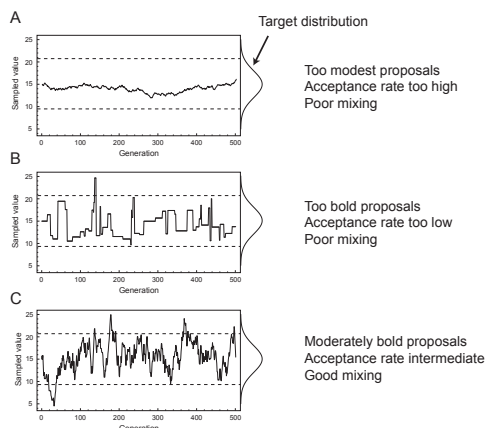 A
Target distribution
Sampled value
25
20
15
10
5
0
100
200
300
400
500
Generation
Too modest proposals
Acceptance rate too high
Poor mixing
B
Sampled value
25
20
15
10
5
0
100
200
300
400
500
Generation
Too bold proposals
Acceptance rate too low
Poor mixing
C
Sampled value
25
20
15
10
5
0
100
200
300
400
500
Generation
Moderately bold proposals
Acceptance rate intermediate
Good mixing